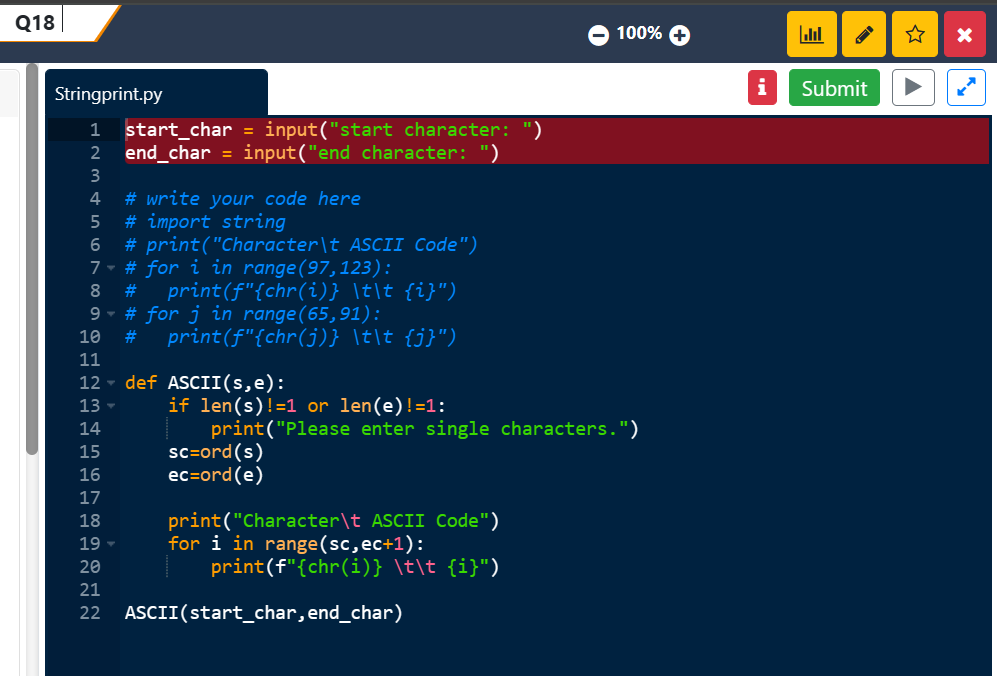 Q18
100%
Stringprint.py
i Submit
1 start_char = input("start character: ")
2 end_char = input("end character: ")
3
4 # write your code here
5 # import string
6 # print("Character\t ASCII Code")
7 # for i in range(97,123):
8 #   print(f"{chr(i)} \t\t {i}")
9 # for j in range(65,91):
10 #   print(f"{chr(j)} \t\t {j}")
11
12 def ASCII(s,e):
13     if len(s)!=1 or len(e)!=1:
14         print("Please enter single characters.")
15     sc=ord(s)
16     ec=ord(e)
17
18     print("Character\t ASCII Code")
19     for i in range(sc,ec+1):
20         print(f"{chr(i)} \t\t {i}")
21
22 ASCII(start_char,end_char)